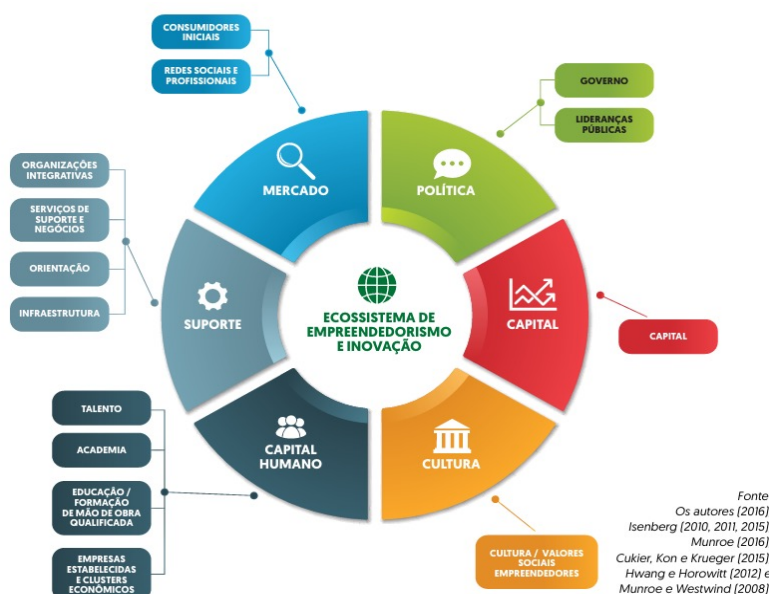 CONSUMIDORES
INICIAIS
REDES SOCIAIS E
PROFISSIONAIS
GOVERNO
LIDERANÇAS
PÚBLICAS
ORGANIZAÇÕES
INTEGRATIVAS
SERVIÇOS DE
SUPORTE E
NEGÓCIOS
ORIENTAÇÃO
INFRAESTRUTURA
MERCADO
POLÍTICA
SUPORTE
CAPITAL
CAPITAL
ECOSSISTEMA DE
EMPREENDEDORISMO
E INOVAÇÃO
CAPITAL
HUMANO
CULTURA
TALENTO
ACADEMIA
EDUCAÇÃO /
FORMAÇÃO
DE MÃO DE OBRA
QUALIFICADA
EMPRESAS
ESTABELECIDAS
E CLUSTERS
ECONÔMICOS
CULTURA / VALORES
SOCIAIS
EMPREENDEDORES
Fonte
Os autores (2016)
Isenberg (2010, 2011, 2015)
Munroe (2016)
Cukier, Kon e Krueger (2015)
Hwang e Horowitt (2012) e
Munroe e Westwind (2008)